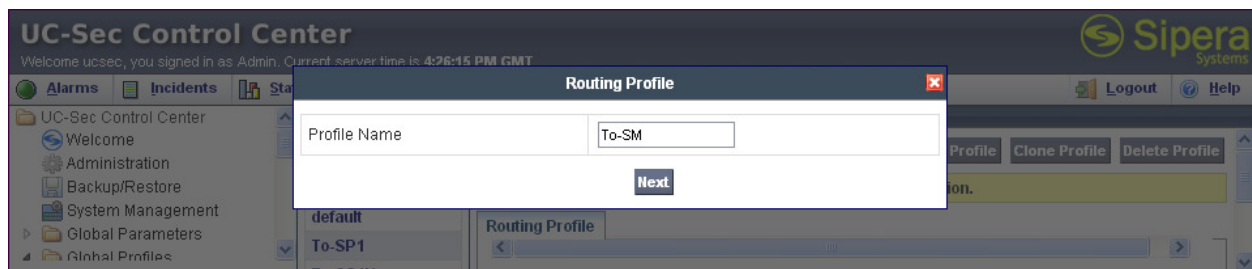 UC-Sec Control Center
Sipera
Systems
Welcome ucsec, you signed in as Admin. Current server time is 4:26:15 PM GMT
Routing Profile
Alarms
Incidents
Sta
Logout
Help
UC-Sec Control Center
Welcome
Administration
Backup/Restore
System Management
Global Parameters
Global Profiles
Profile Name
To-SM
Next
Profile
Clone Profile
Delete Profile
ion.
default
To-SP1
Routing Profile